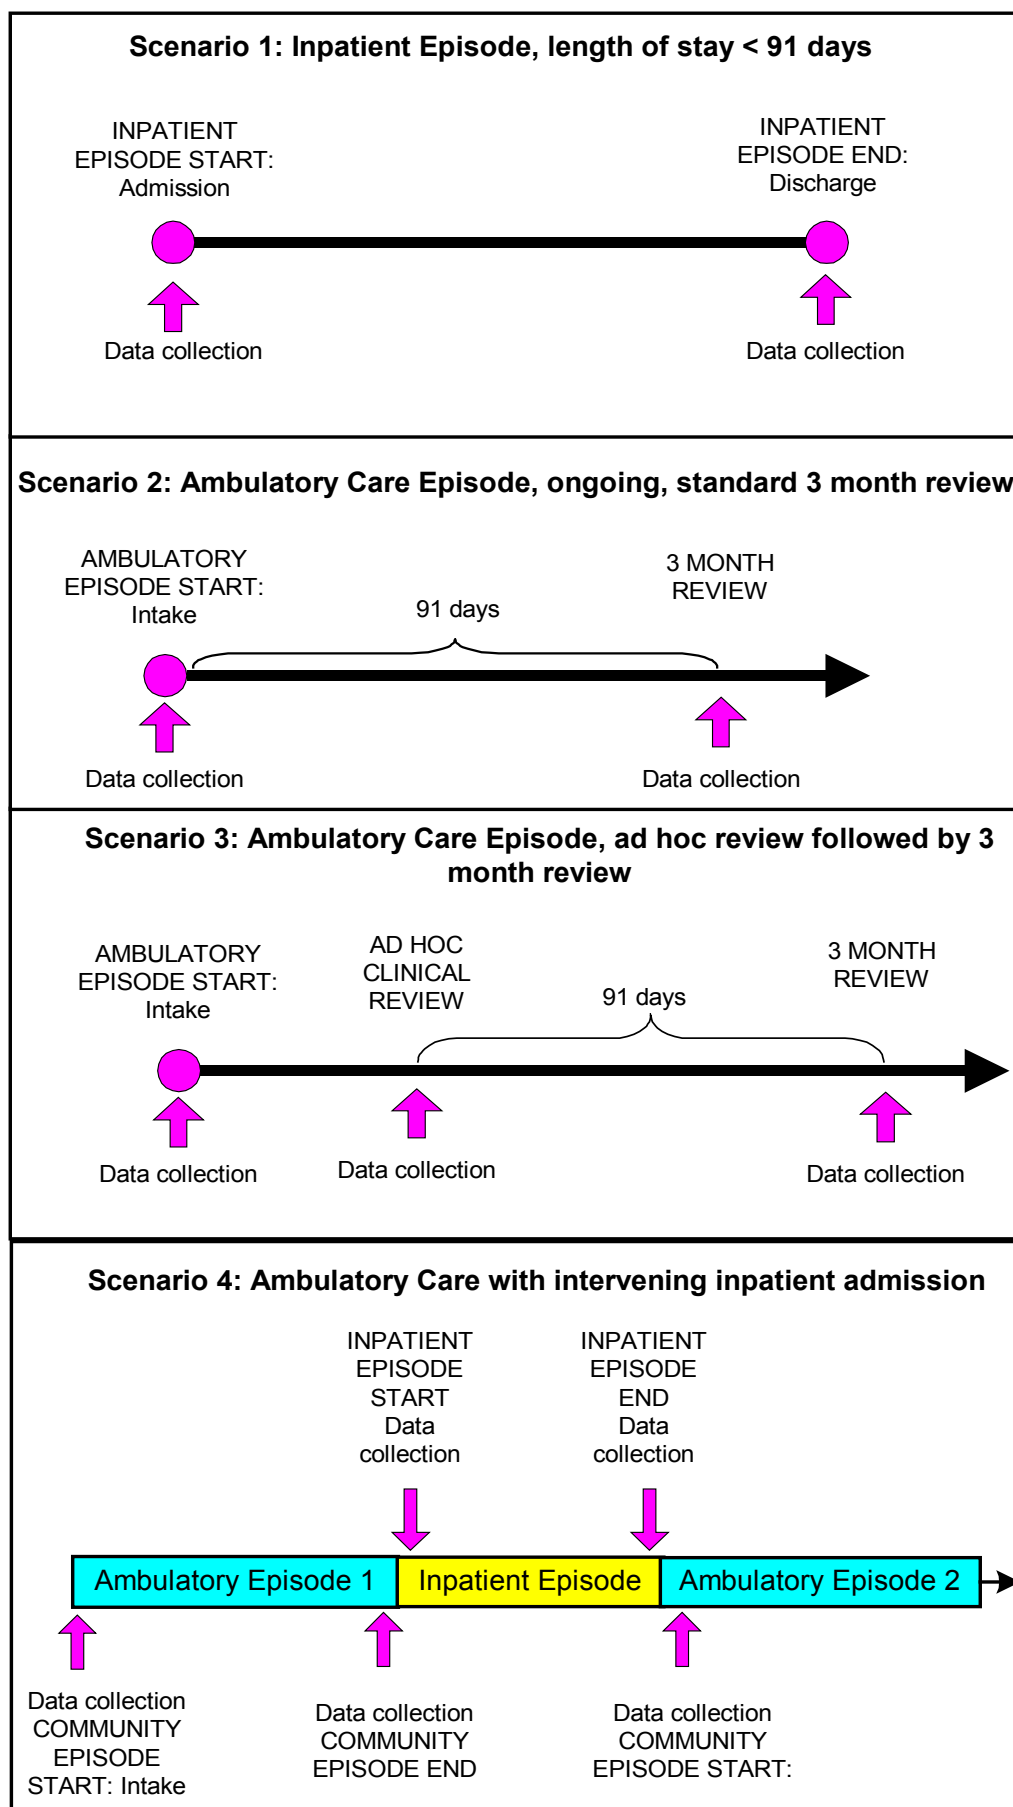 Scenario 1: Inpatient Episode, length of stay < 91 days
INPATIENT
EPISODE START:
Admission
INPATIENT
EPISODE END:
Discharge
Data collection
Data collection
Scenario 2: Ambulatory Care Episode, ongoing, standard 3 month review
AMBULATORY
EPISODE START:
Intake
91 days
3 MONTH
REVIEW
Data collection
Data collection
Scenario 3: Ambulatory Care Episode, ad hoc review followed by 3
month review
AMBULATORY
EPISODE START:
Intake
AD HOC
CLINICAL
REVIEW
91 days
3 MONTH
REVIEW
Data collection
Data collection
Data collection
Scenario 4: Ambulatory Care with intervening inpatient admission
INPATIENT
EPISODE
START
Data
collection
INPATIENT
EPISODE
END
Data
collection
Ambulatory Episode 1
Inpatient Episode
Ambulatory Episode 2
Data collection
COMMUNITY
EPISODE
START: Intake
Data collection
COMMUNITY
EPISODE END
Data collection
COMMUNITY
EPISODE START: